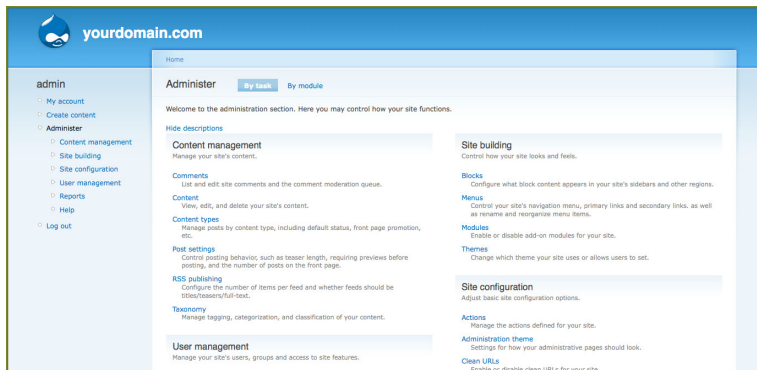 yourdomain.com
Home
admin
My account
Create content
Administer
Content management
Site building
Site configuration
User management
Reports
Help
Log out
Administer
By task
By module
Welcome to the administration section. Here you may control how your site functions.
Hide descriptions
Content management
Manage your site's content.
Comments
List and edit site comments and the comment moderation queue.
Content
View, edit, and delete your site's content.
Content types
Manage posts by content type, including default status, front page promotion,
etc.
Post settings
Control posting behavior, such as teaser length, requiring previews before
posting, and the number of posts on the front page.
RSS publishing
Configure the number of items per feed and whether feeds should be
titles/teasers/full-text.
Taxonomy
Manage tagging, categorization, and classification of your content.
User management
Manage your site's users, groups and access to site features.
Site building
Control how your site looks and feels.
Blocks
Configure what block content appears in your site's sidebars and other regions.
Menus
Control your site's navigation menu, primary links and secondary links. as well
as rename and reorganize menu items.
Modules
Enable or disable add-on modules for your site.
Themes
Change which theme your site uses or allows users to set.
Site configuration
Adjust basic site configuration options.
Actions
Manage the actions defined for your site.
Administration theme
Settings for how your administrative pages should look.
Clean URLs
Enable or disable clean URLs for your site.